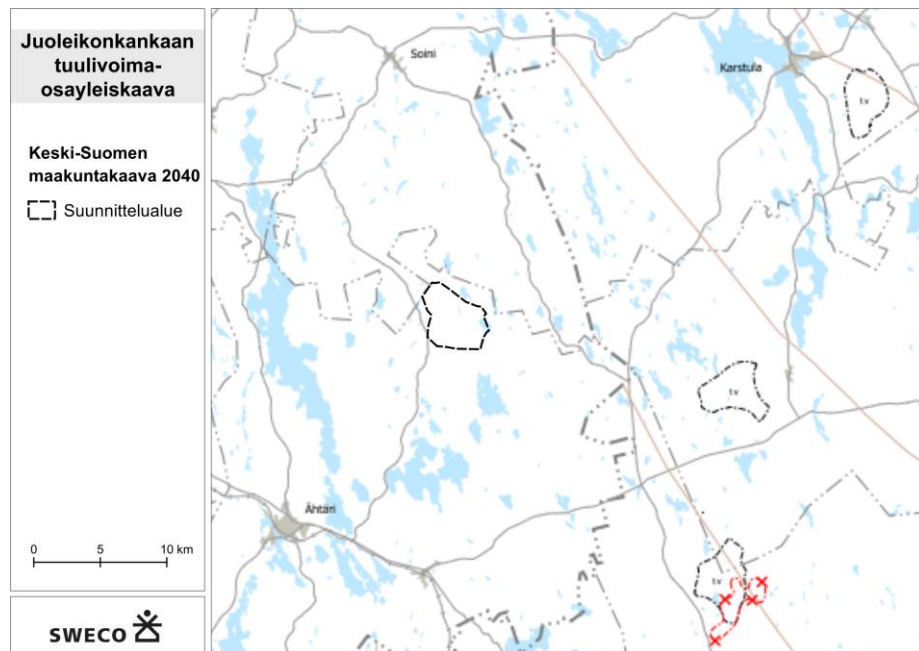 Juoleikonkankaan
tuulivoima-
osayleiskaava
Keski-Suomen
maakuntakaava 2040
Suunnittelualue
0 5 10 km
SWECO
Soini
Karstula
tv
tv
Ähtäri
tv